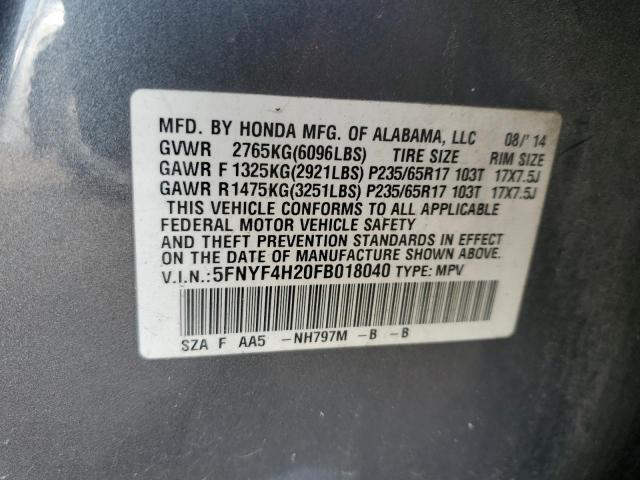 MFD. BY HONDA MFG. OF ALABAMA, LLC 08/'14
GVWR 2765KG(6096LBS) TIRE SIZE RIM SIZE
GAWR F 1325KG(2921LBS) P235/65R17 103T 17X7.5J
GAWR R1475KG(3251LBS) P235/65R17 103T 17X7.5J
THIS VEHICLE CONFORMS TO ALL APPLICABLE
FEDERAL MOTOR VEHICLE SAFETY
AND THEFT PREVENTION STANDARDS IN EFFECT
ON THE DATE OF MANUFACTURE SHOWN ABOVE.
V.I.N.:5FNYF4H20FB018040 TYPE: MPV
SZA F AA5 -NH797M -B -B